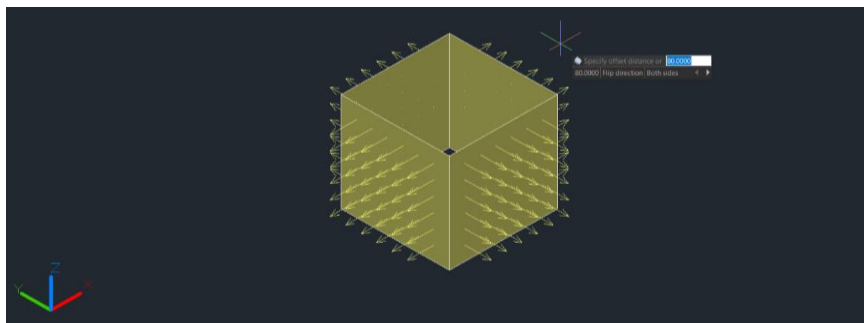 Specify offset distance or 80.0000
80.0000 Flip direction Both sides
Z
Y
X